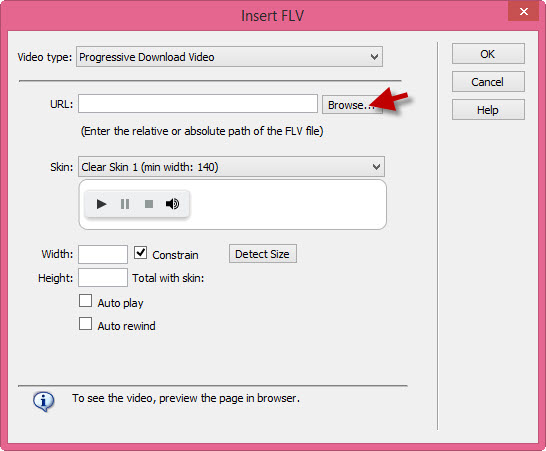 Insert FLV
Video type: Progressive Download Video
OK
Cancel
Help
URL: Browse...
(Enter the relative or absolute path of the FLV file)
Skin: Clear Skin 1 (min width: 140)
Width: Constrain Detect Size
Height: Total with skin:
Auto play
Auto rewind
To see the video, preview the page in browser.